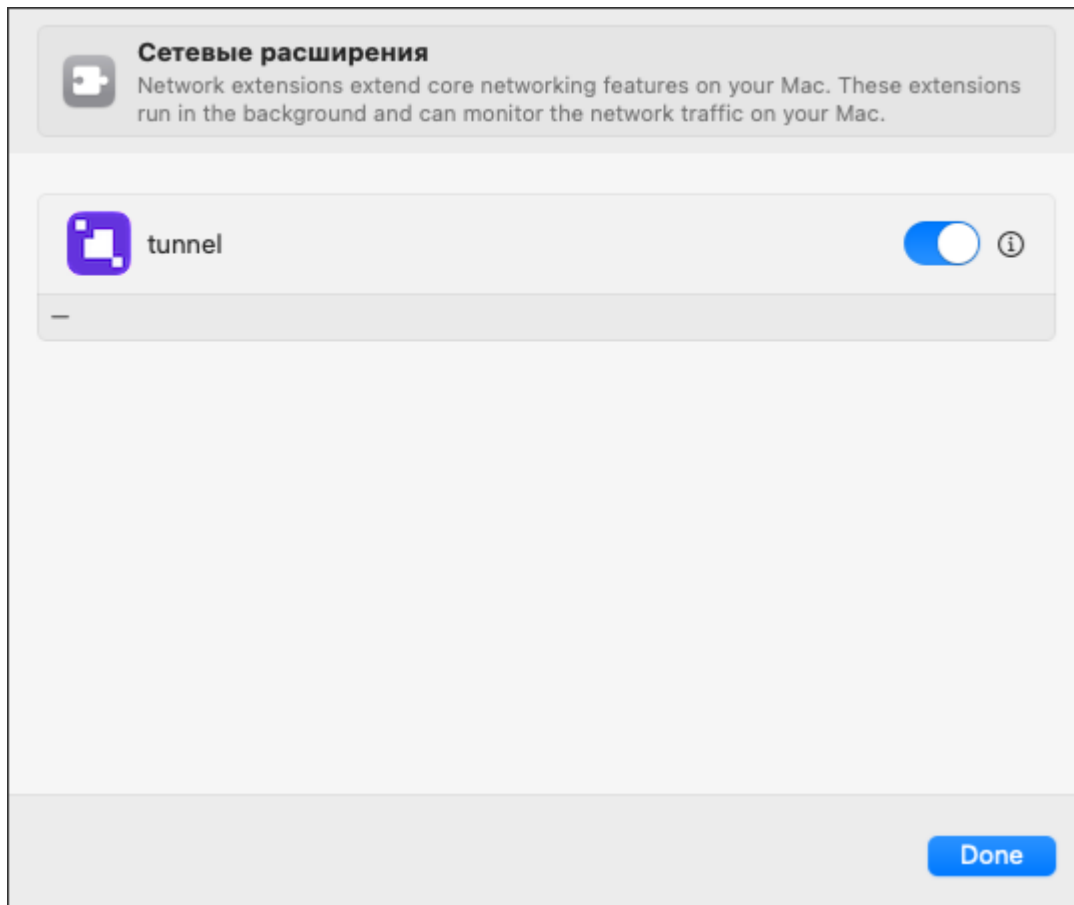 Сетевые расширения
Network extensions extend core networking features on your Mac. These extensions
run in the background and can monitor the network traffic on your Mac.
tunnel
Done